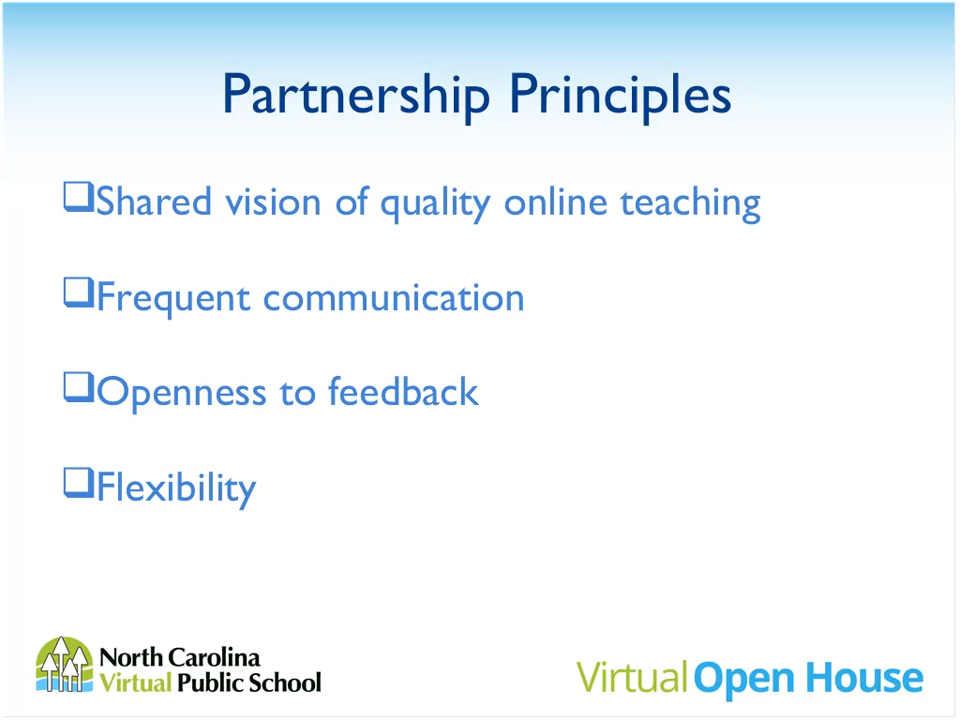 Partnership Principles
❑Shared vision of quality online teaching
❑Frequent communication
❑Openness to feedback
❑Flexibility
North Carolina
Virtual Public School
Virtual Open House